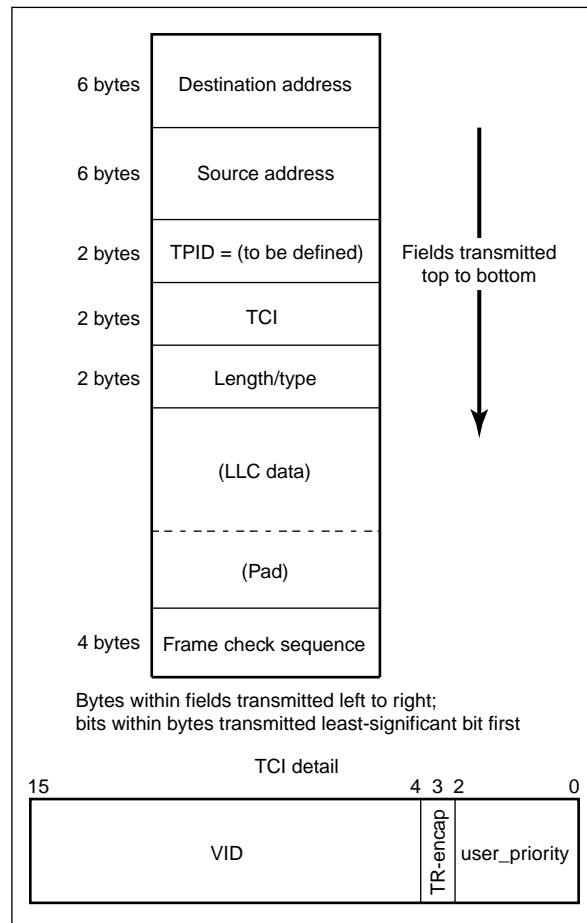 6 bytes Destination address
6 bytes Source address
2 bytes TPID = (to be defined)
Fields transmitted
top to bottom
2 bytes TCI
2 bytes Length/type
(LLC data)
(Pad)
4 bytes Frame check sequence
Bytes within fields transmitted left to right;
bits within bytes transmitted least-significant bit first
TCI detail
15 4 3 2 0
VID TR-encap user_priority